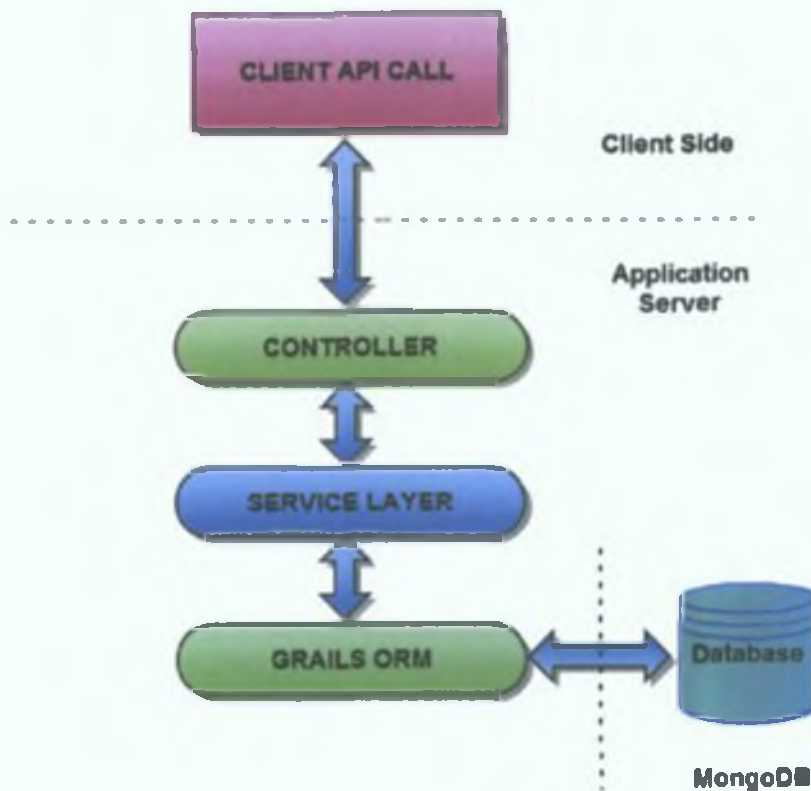 CLIENT API CALL
Client Side
Application
Server
CONTROLLER
SERVICE LAYER
GRAILS ORM
Database
MongoDB